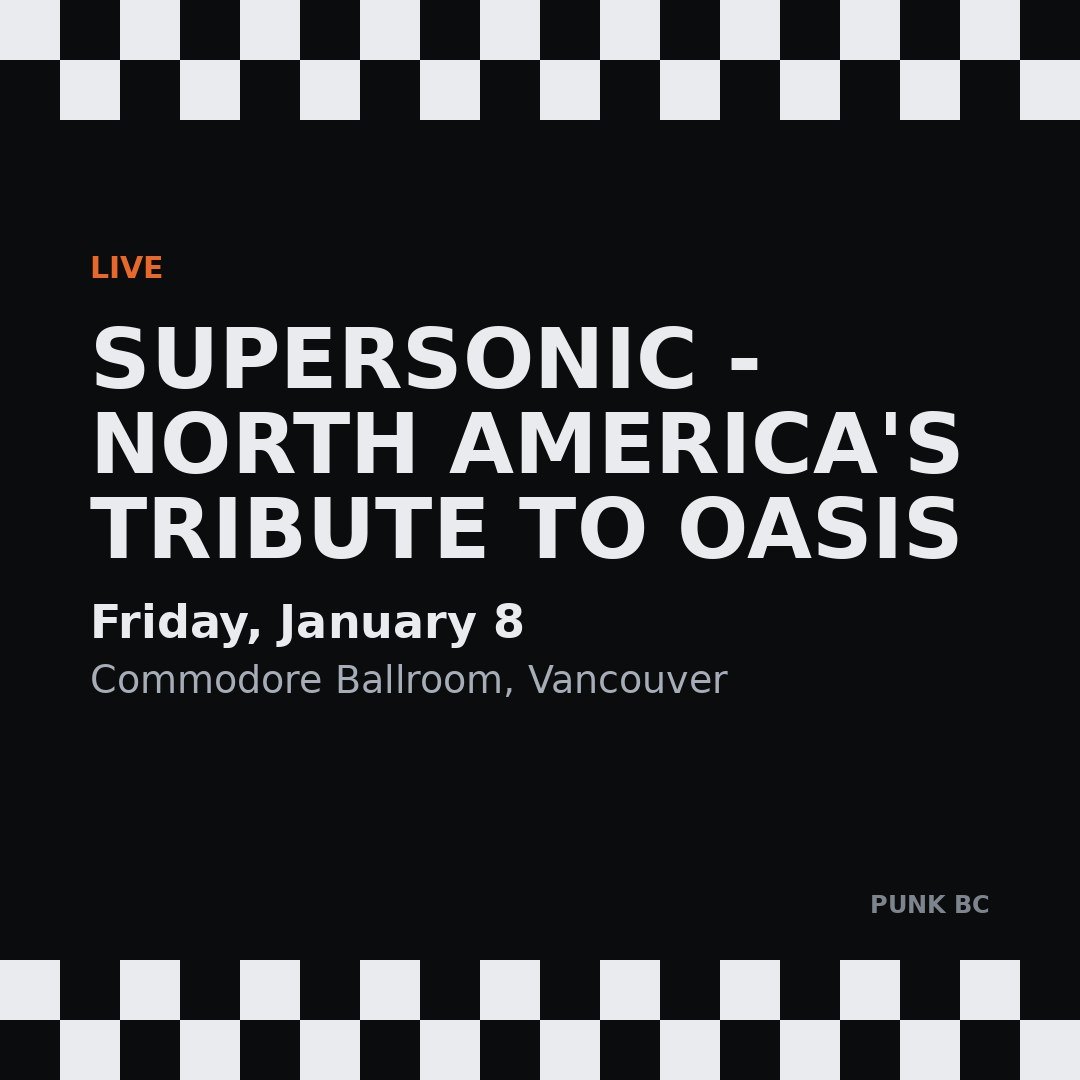 LIVE
SUPERSONIC -
NORTH AMERICA'S
TRIBUTE TO OASIS
Friday, January 8
Commodore Ballroom, Vancouver
PUNK BC